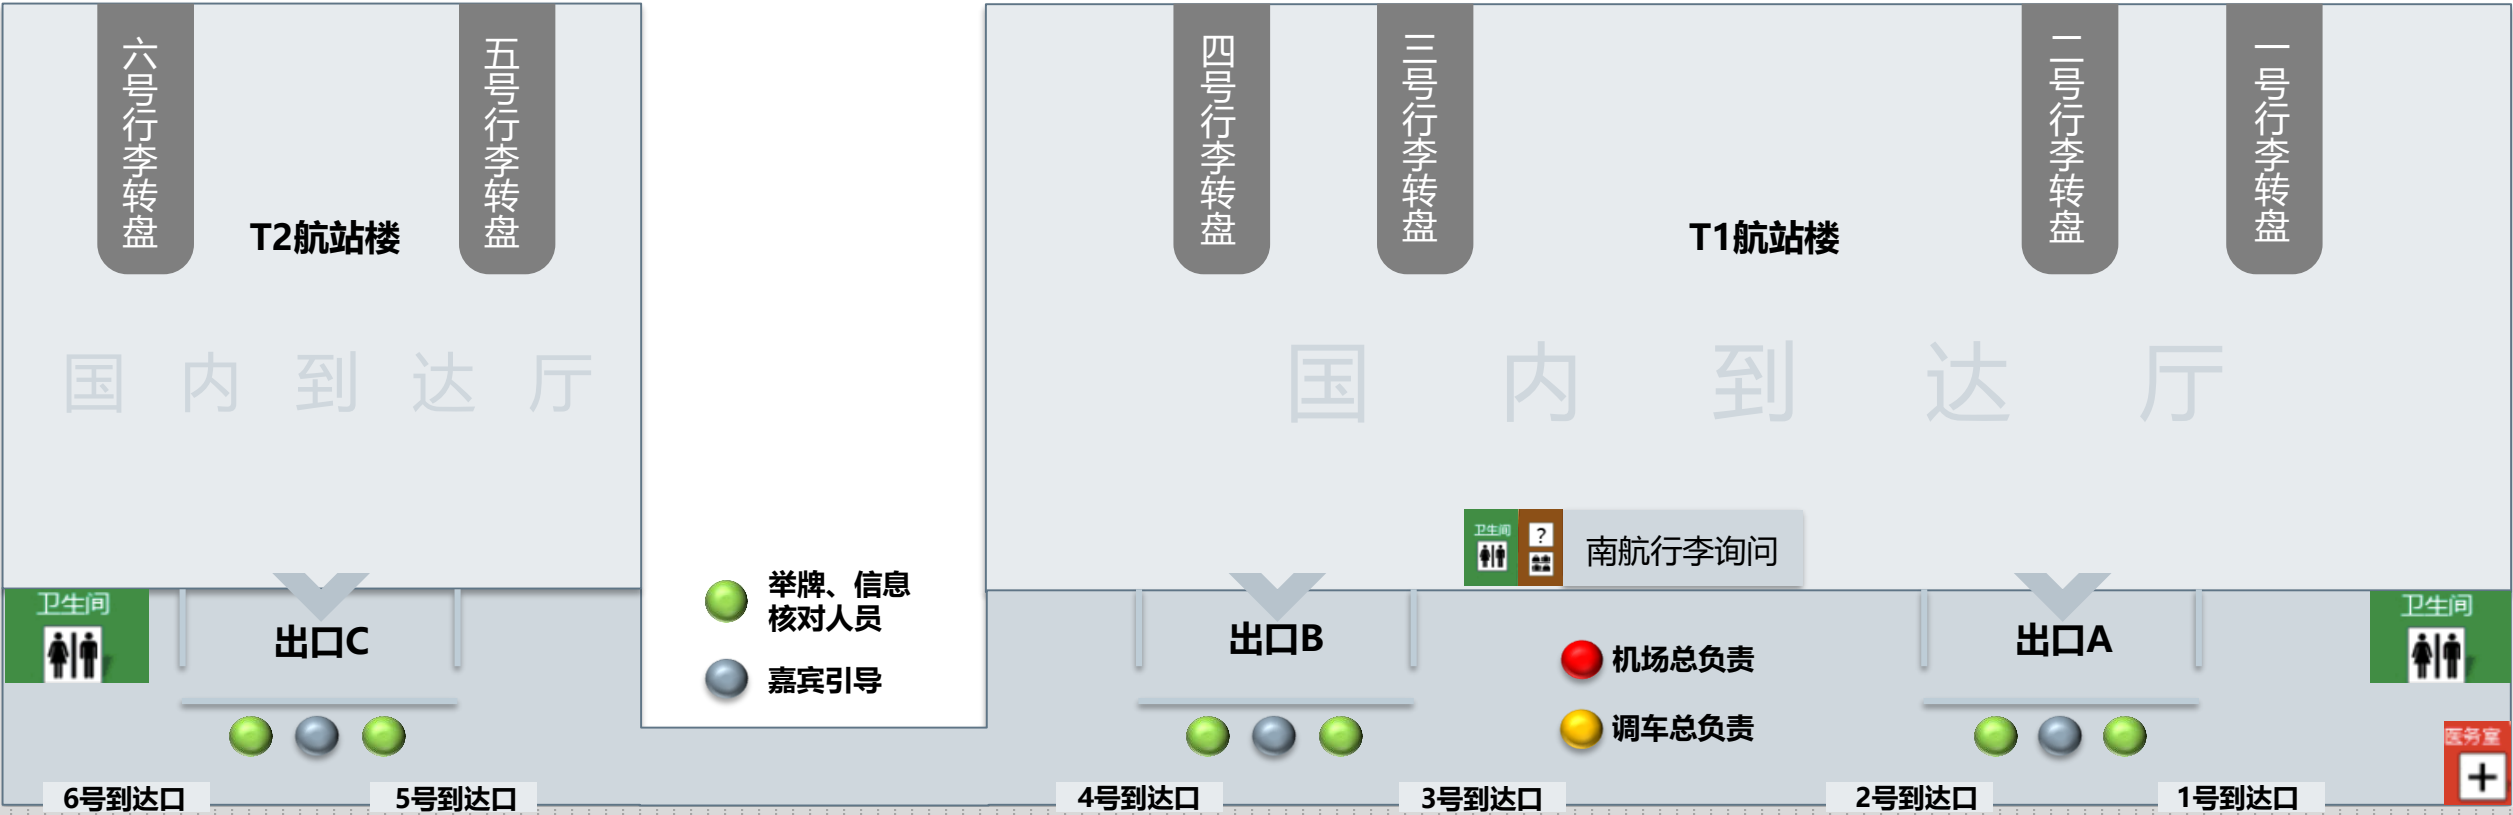 六号行李转盘
五号行李转盘
四号行李转盘
三号行李转盘
二号行李转盘
一号行李转盘
T2航站楼
T1航站楼
国内到达厅
国内到达厅
卫生间
?
南航行李询问
卫生间
出口C
举牌、信息
核对人员
嘉宾引导
出口B
机场总负责
调车总负责
出口A
卫生间
医务室
6号到达口
5号到达口
4号到达口
3号到达口
2号到达口
1号到达口